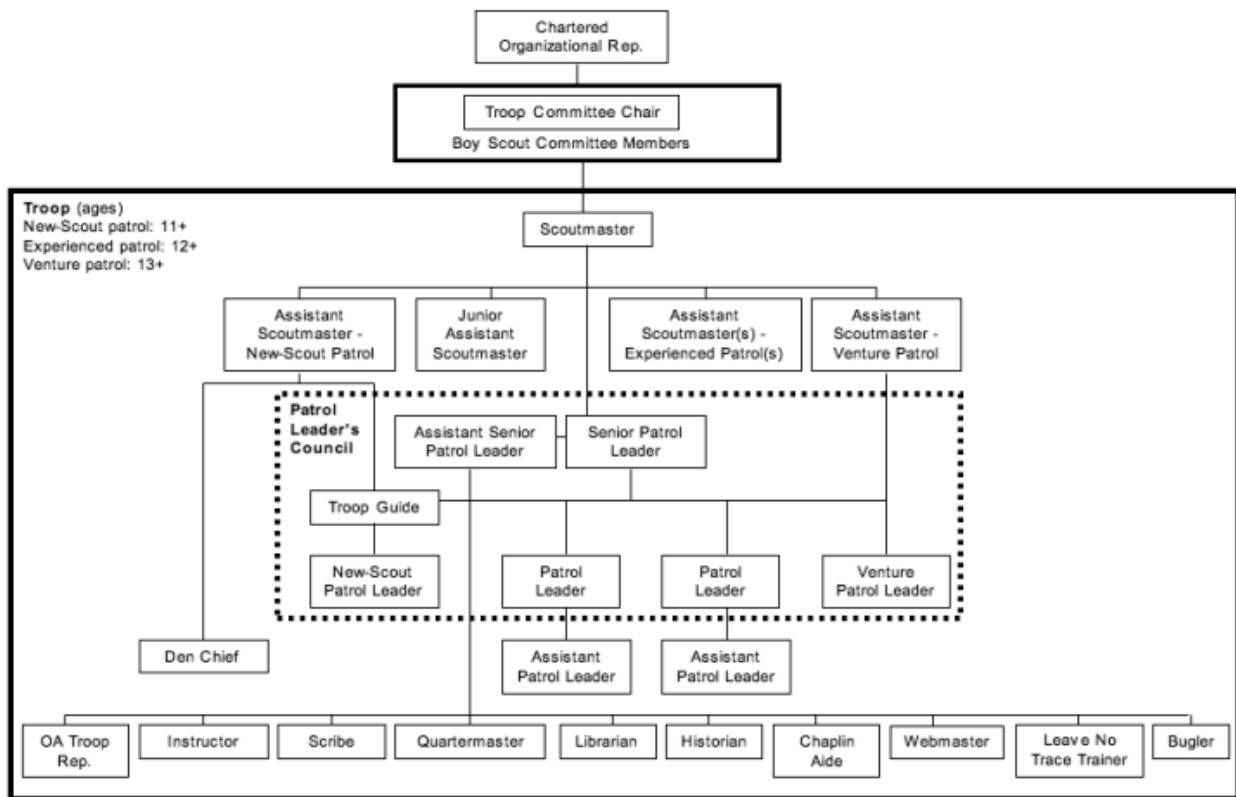 Chartered
Organizational Rep.
Troop Committee Chair
Boy Scout Committee Members
Troop (ages)
New-Scout patrol: 11+
Experienced patrol: 12+
Venture patrol: 13+
Scoutmaster
Assistant
Scoutmaster -
New-Scout Patrol
Junior
Assistant
Scoutmaster
Assistant
Scoutmaster(s) -
Experienced Patrol(s)
Assistant
Scoutmaster -
Venture Patrol
Patrol
Leader's
Council
Assistant Senior
Patrol Leader
Senior Patrol
Leader
Troop Guide
New-Scout
Patrol Leader
Patrol
Leader
Patrol
Leader
Venture
Patrol Leader
Den Chief
Assistant
Patrol Leader
Assistant
Patrol Leader
OA Troop
Rep.
Instructor
Scribe
Quartermaster
Librarian
Historian
Chaplin
Aide
Webmaster
Leave No
Trace Trainer
Bugler